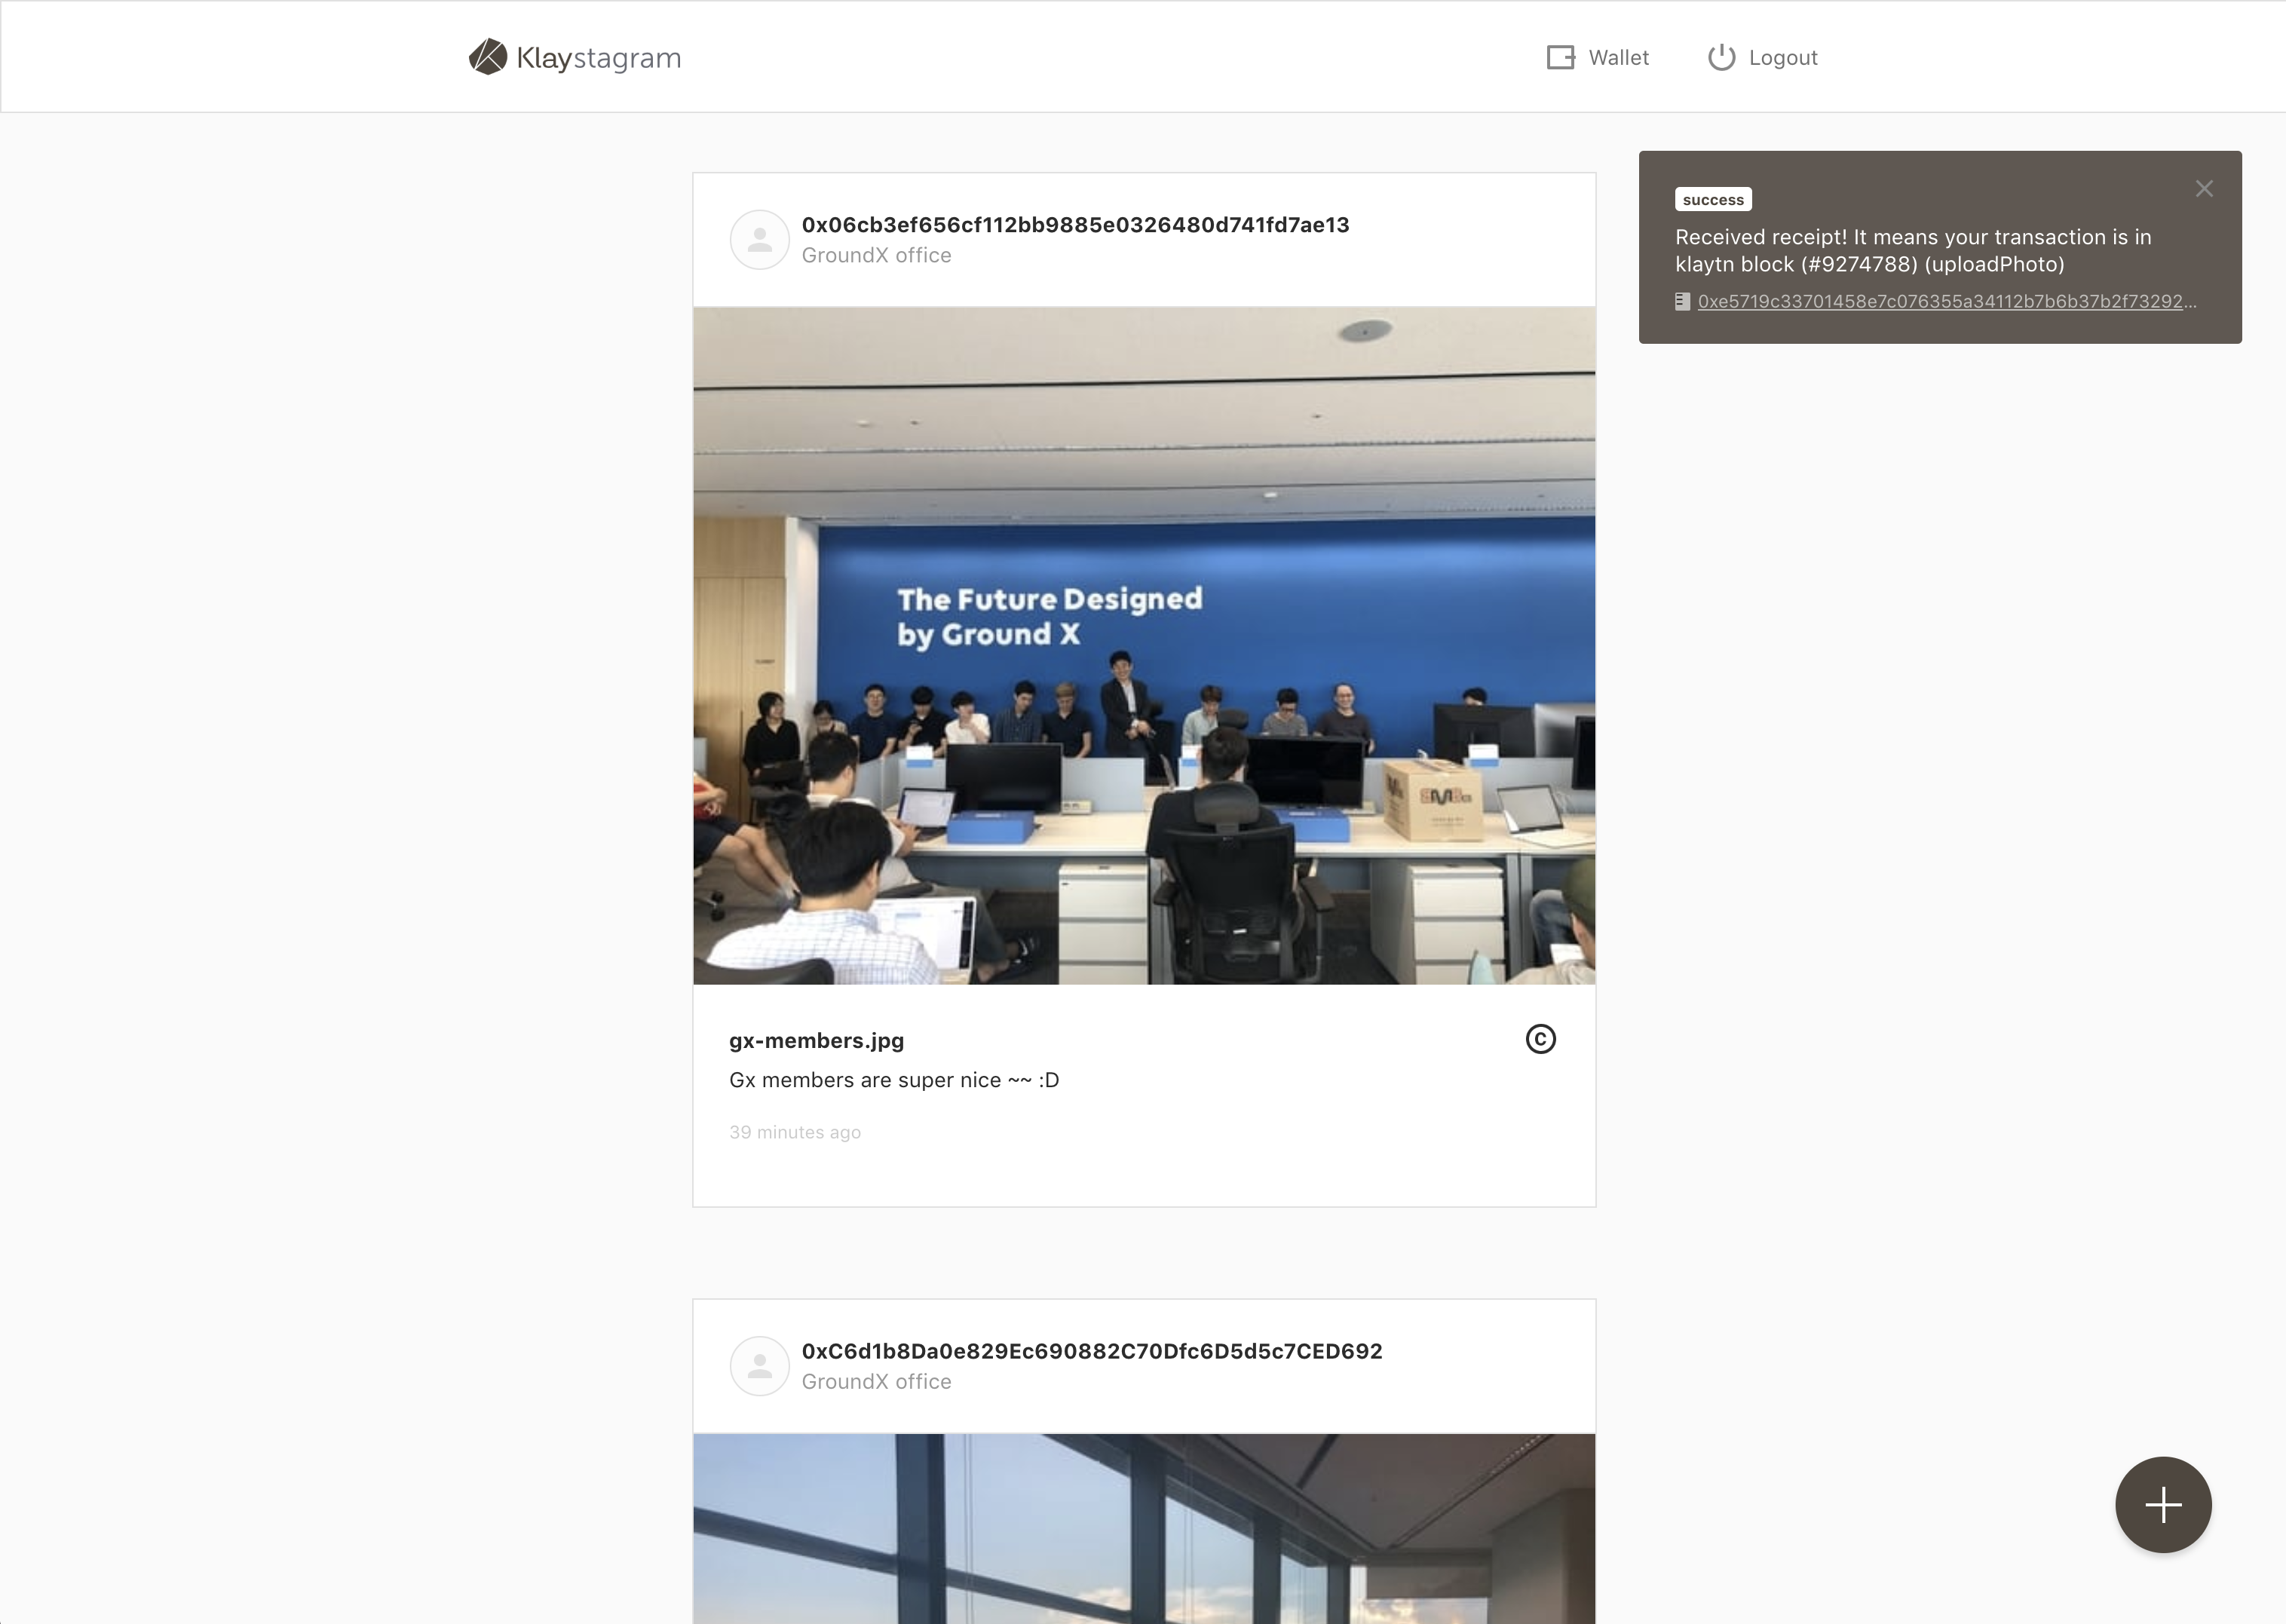 Klaystagram
Wallet
Logout
success
Received receipt! It means your transaction is in
klaytn block (#9274788) (uploadPhoto)
0xe5719c33701458e7c076355a34112b7b6b37b2f73292...
0x06cb3ef656cf112bb9885e0326480d741fd7ae13
GroundX office
The Future Designed
by Ground X
gx-members.jpg
©
Gx members are super nice ~~ :D
39 minutes ago
0xC6d1b8Da0e829Ec690882C70Dfc6D5d5c7CED692
GroundX office